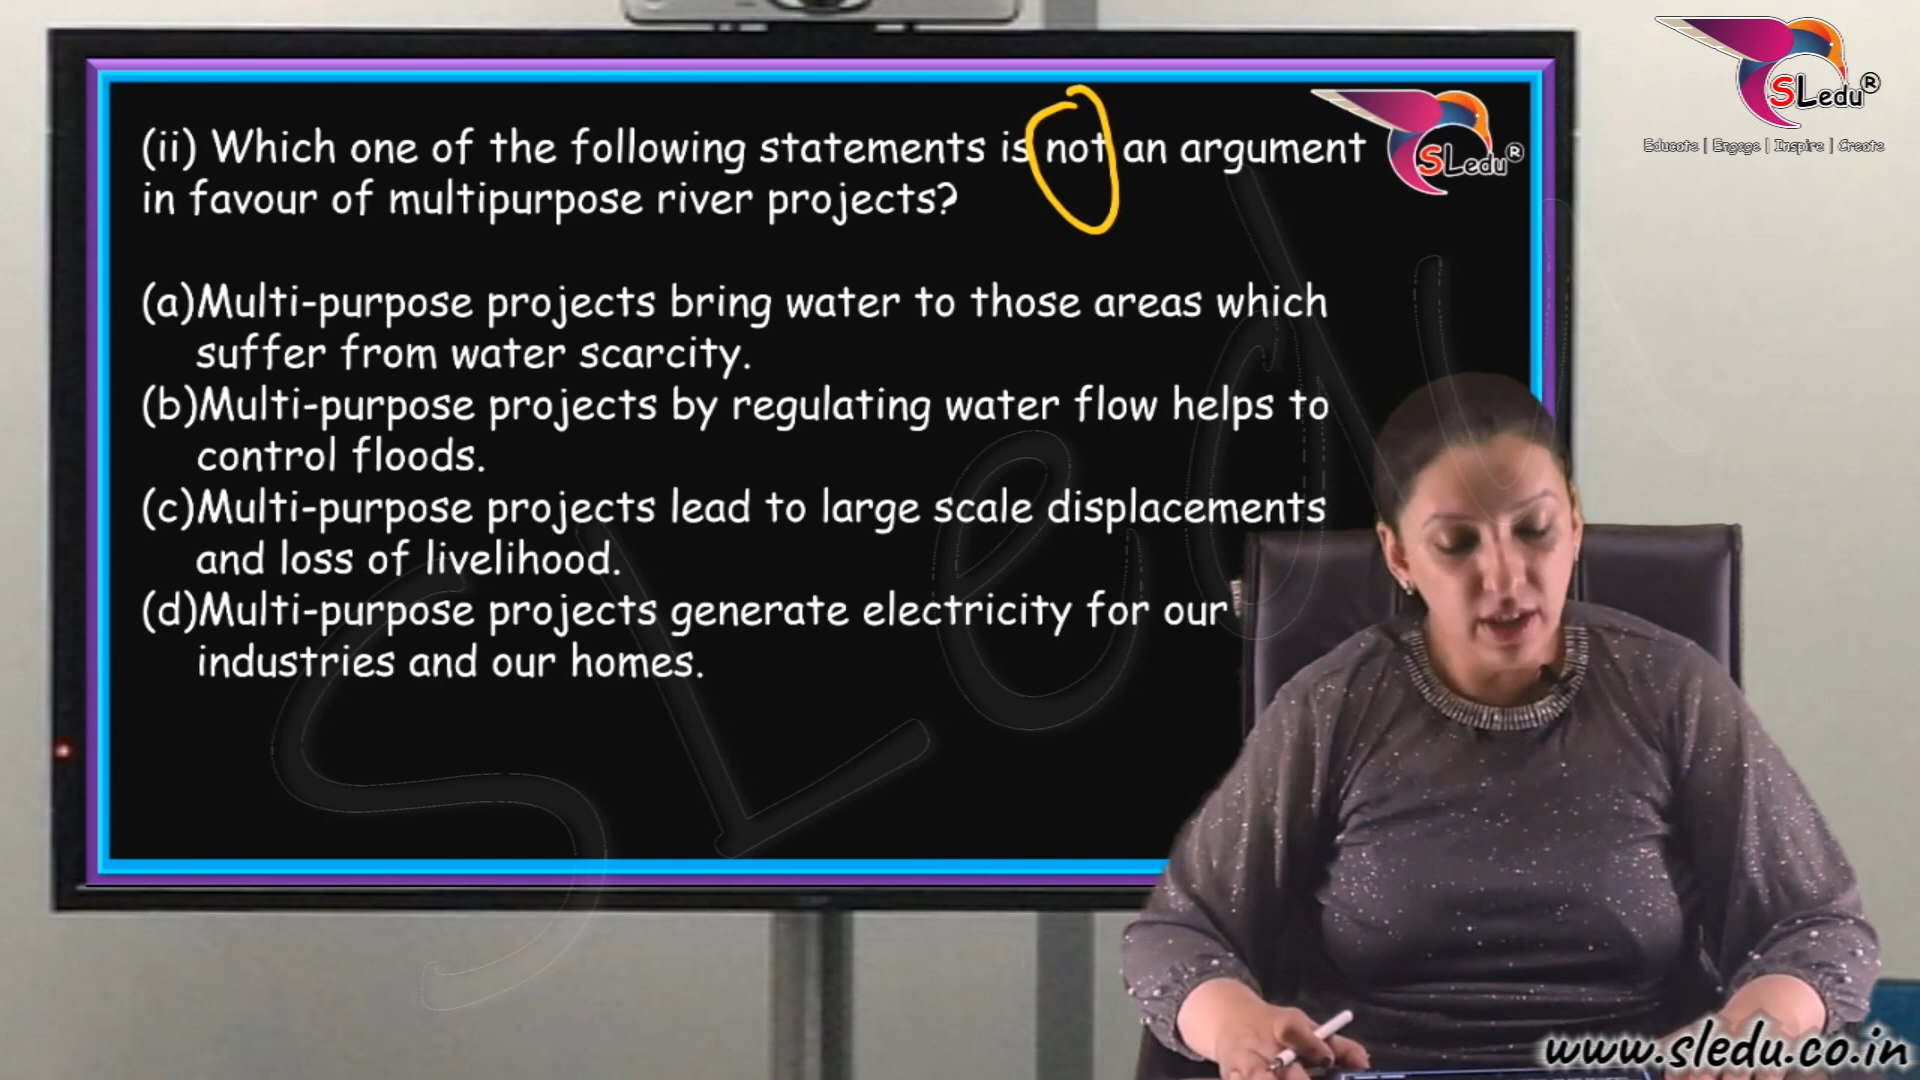 SLedu®
Educate | Engage | Inspire | Create
SLedu®
(ii) Which one of the following statements is not an argument
in favour of multipurpose river projects?
(a)Multi-purpose projects bring water to those areas which
suffer from water scarcity.
(b)Multi-purpose projects by regulating water flow helps to
control floods.
(c)Multi-purpose projects lead to large scale displacements
and loss of livelihood.
(d)Multi-purpose projects generate electricity for our
industries and our homes.
SLedu
www.sledu.co.in